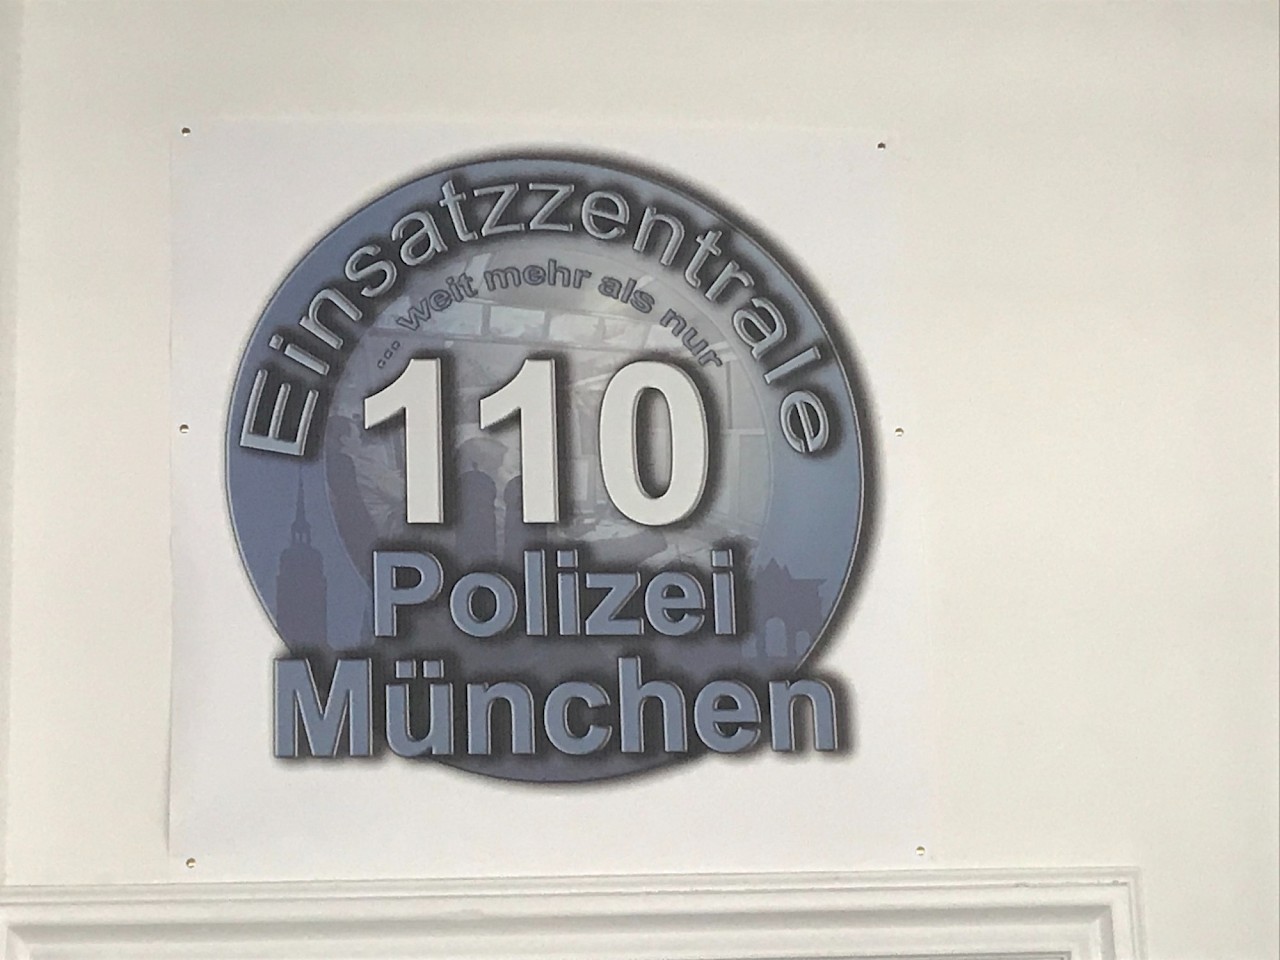 Einsatzzentrale
... weit mehr als nur
110
Polizei
München